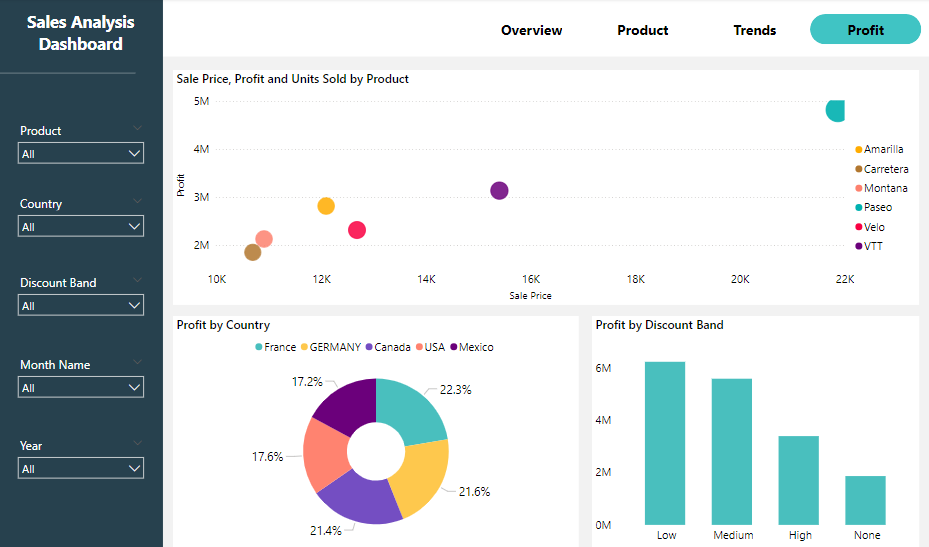 Sales Analysis
Dashboard
Overview
Product
Trends
Profit
Product
All
Country
All
Discount Band
All
Month Name
All
Year
All
Sale Price, Profit and Units Sold by Product
Profit
5M
4M
3M
2M
10K
12K
14K
16K
18K
20K
22K
Sale Price
Amarilla
Carretera
Montana
Paseo
Velo
VTT
Profit by Country
France
GERMANY
Canada
USA
Mexico
17.2%
22.3%
17.6%
21.6%
21.4%
Profit by Discount Band
6M
4M
2M
0M
Low
Medium
High
None